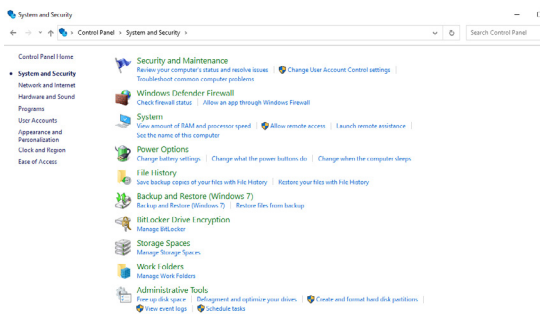 System and Security
Control Panel > System and Security >
Search Control Panel
Control Panel Home
System and Security
Network and Internet
Hardware and Sound
Programs
User Accounts
Appearance and
Personalization
Clock and Region
Ease of Access
Security and Maintenance
Review your computer's status and resolve issues | Change User Account Control settings |
Troubleshoot common computer problems
Windows Defender Firewall
Check firewall status | Allow an app through Windows Firewall
System
View amount of RAM and processor speed | Allow remote access | Launch remote assistance |
See the name of this computer
Power Options
Change battery settings | Change what the power buttons do | Change when the computer sleeps
File History
Save backup copies of your files with File History | Restore your files with File History
Backup and Restore (Windows 7)
Backup and Restore (Windows 7) | Restore files from backup
BitLocker Drive Encryption
Manage BitLocker
Storage Spaces
Manage Storage Spaces
Work Folders
Manage Work Folders
Administrative Tools
Free up disk space | Defragment and optimize your drives | Create and format hard disk partitions |
View event logs | Schedule tasks